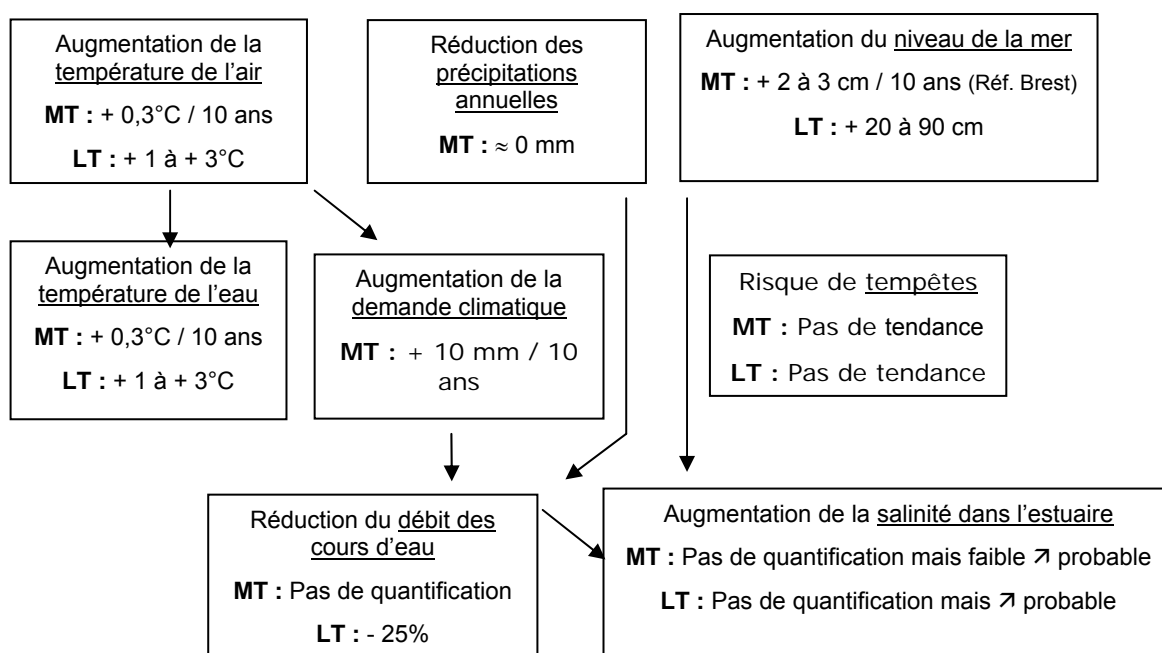 Augmentation de la
température de l'air
MT : + 0,3°C / 10 ans
LT : + 1 à + 3°C
Réduction des
précipitations
annuelles
MT : ≈ 0 mm
Augmentation du niveau de la mer
MT : + 2 à 3 cm / 10 ans (Réf. Brest)
LT : + 20 à 90 cm
Augmentation de la
température de l'eau
MT : + 0,3°C / 10 ans
LT : + 1 à + 3°C
Augmentation de la
demande climatique
MT : + 10 mm / 10
ans
Risque de tempêtes
MT : Pas de tendance
LT : Pas de tendance
Réduction du débit des
cours d'eau
MT : Pas de quantification
LT : - 25%
Augmentation de la salinité dans l'estuaire
MT : Pas de quantification mais faible ↗ probable
LT : Pas de quantification mais ↗ probable